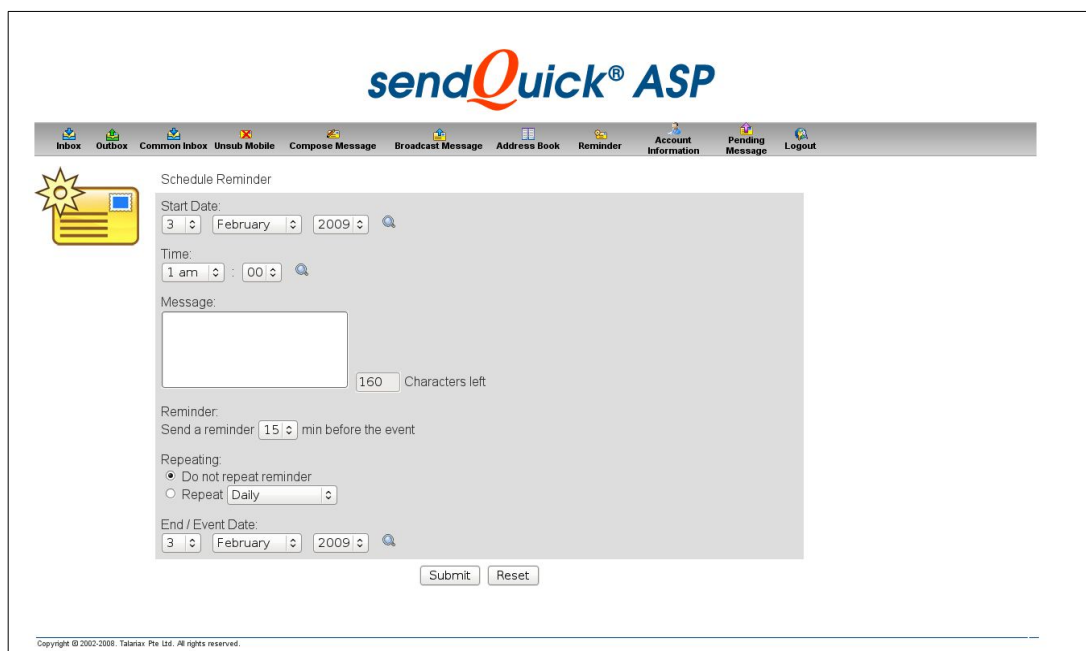 sendQuick® ASP
Inbox Outbox Common Inbox Unsub Mobile Compose Message Broadcast Message Address Book Reminder Account Information Pending Message Logout
Schedule Reminder
Start Date:
3 February 2009
Time:
1 am : 00
Message:
160 Characters left
Reminder:
Send a reminder 15 min before the event
Repeating:
Do not repeat reminder
Repeat Daily
End / Event Date:
3 February 2009
Submit Reset
Copyright © 2002-2008. Talariax Pte Ltd. All rights reserved.